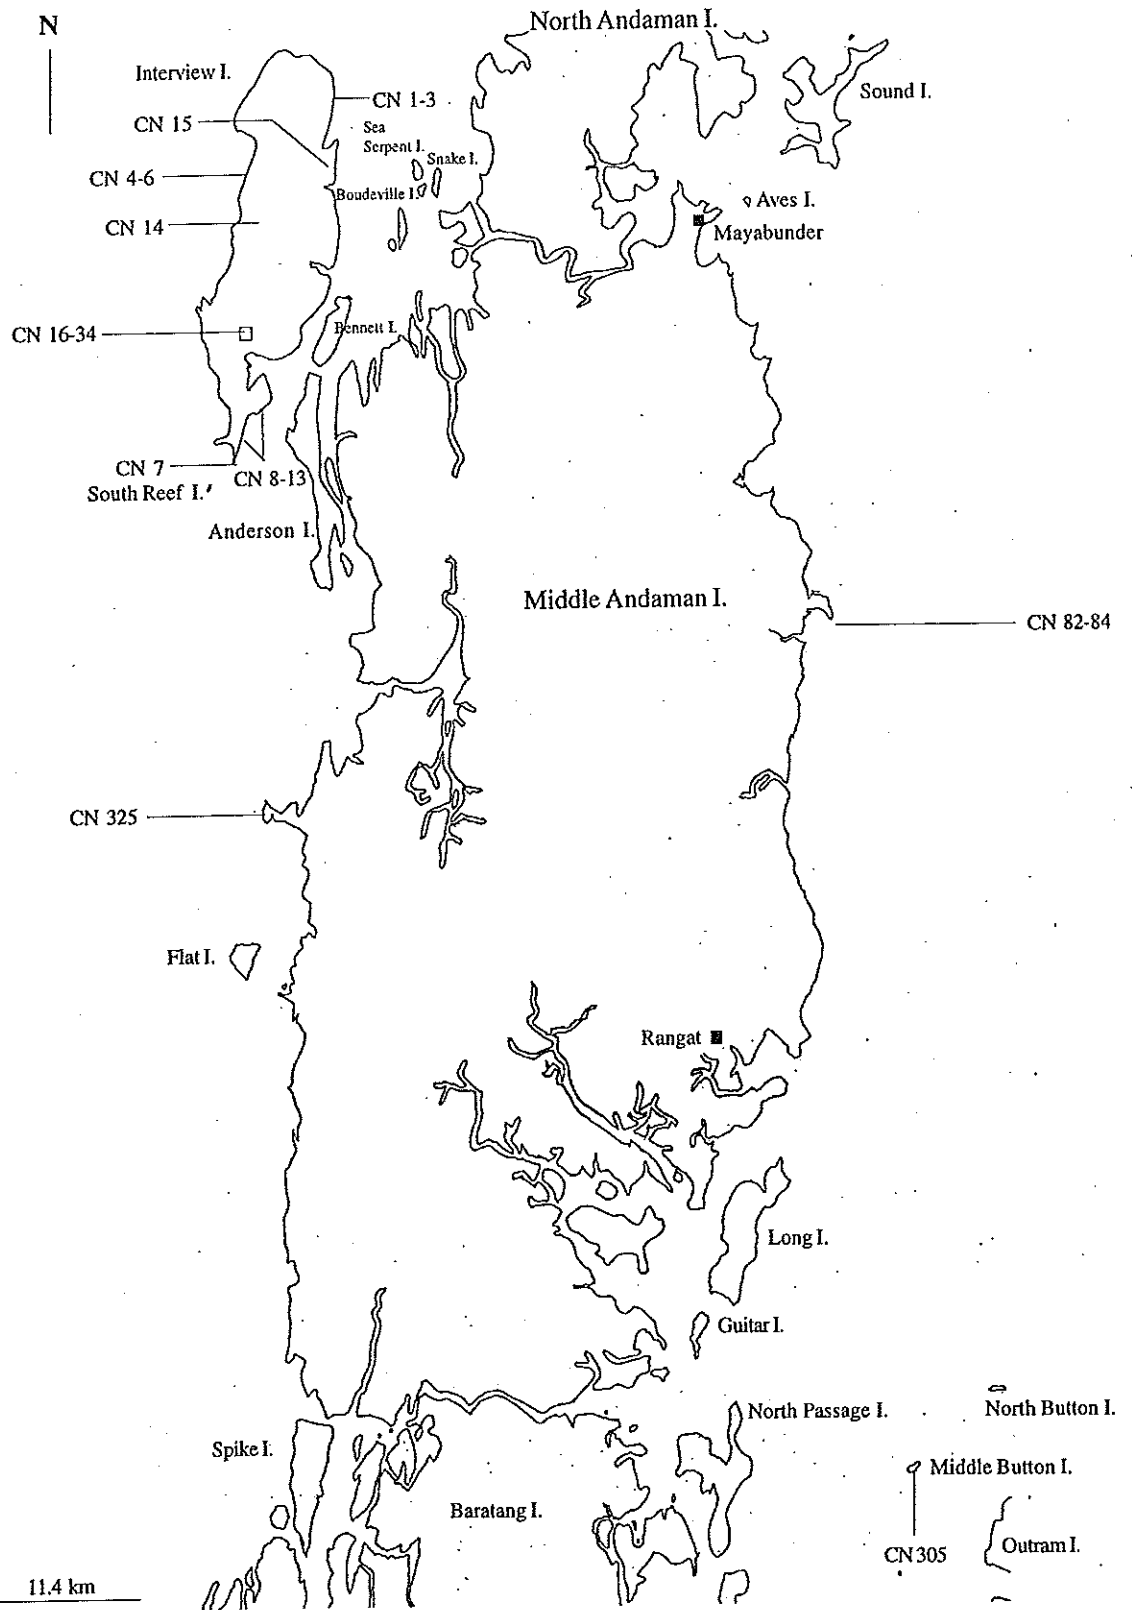 N
North Andaman I.
Interview I.
Sound I.
CN 1-3
CN 15
Sea
Serpent I.
Snake I.
CN 4-6
Boudeville I.
Aves I.
CN 14
Mayabunder
CN 16-34
Bennett I.
CN 7
CN 8-13
South Reef I.
Anderson I.
Middle Andaman I.
CN 82-84
CN 325
Flat I.
Rangat
Long I.
Guitar I.
North Passage I.
North Button I.
Spike I.
Middle Button I.
Baratang I.
CN 305
Outram I.
11.4 km